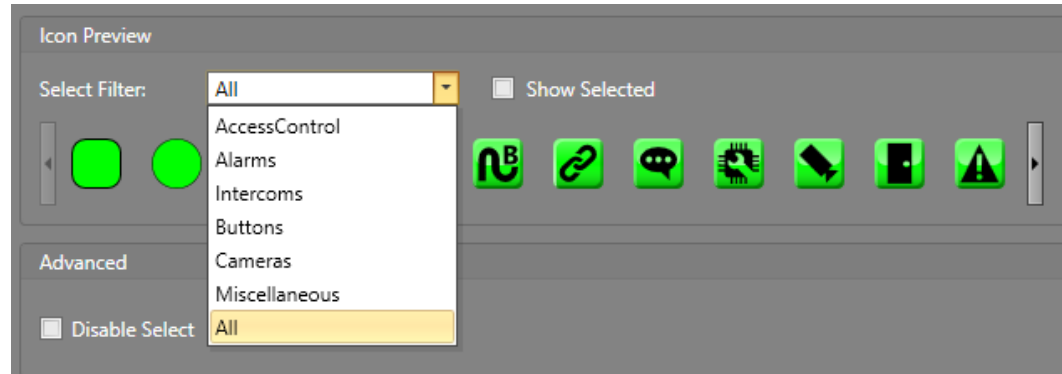 Icon Preview
Select Filter: All Show Selected
AccessControl
Alarms
Intercoms
Buttons
Cameras
Miscellaneous
All
B
Advanced
Disable Select